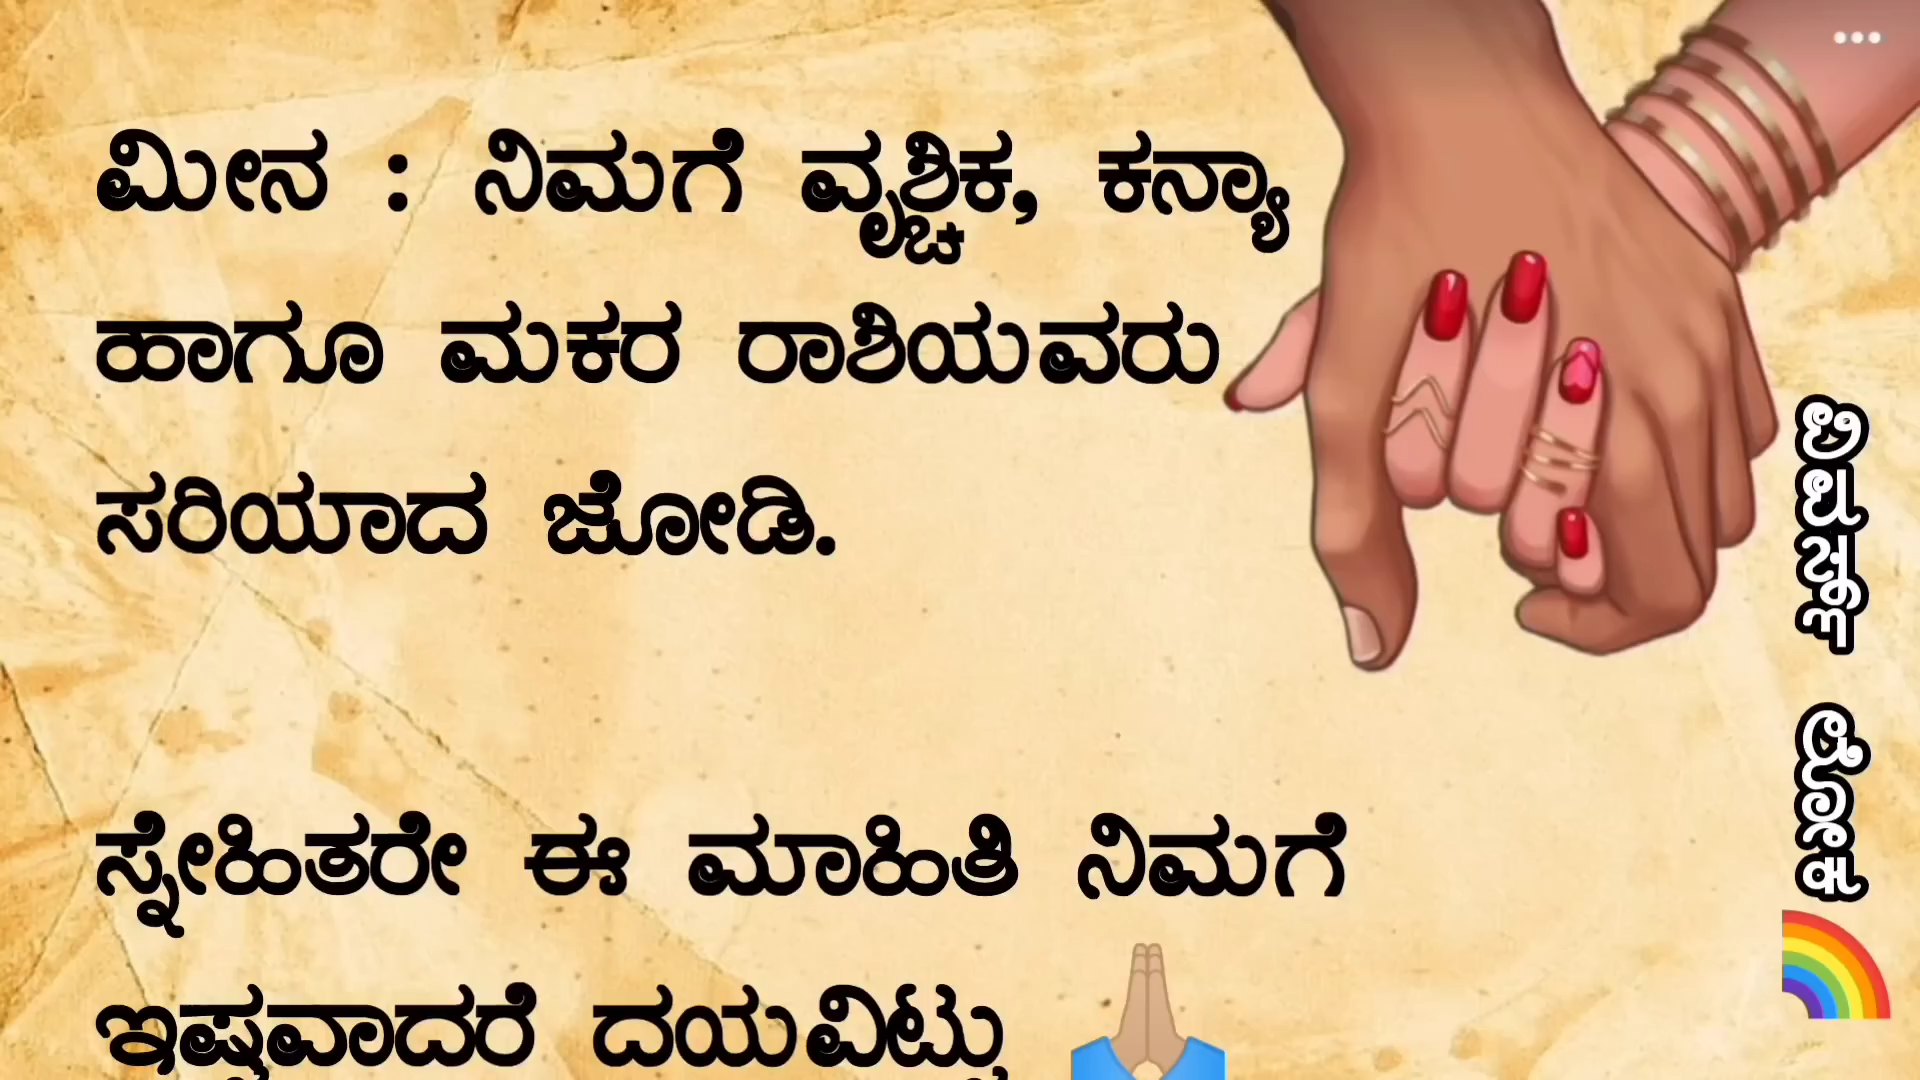 ಮೀನ : ನಿಮಗೆ ವೃಶ್ಚಿಕ, ಕನ್ಯಾ
ಹಾಗೂ ಮಕರ ರಾಶಿಯವರು
ಸರಿಯಾದ ಜೋಡಿ.
ಸ್ನೇಹಿತರೇ ಈ ಮಾಹಿತಿ ನಿಮಗೆ
ಇಷ್ಟವಾದರೆ ದಯವಿಟ್ಟು